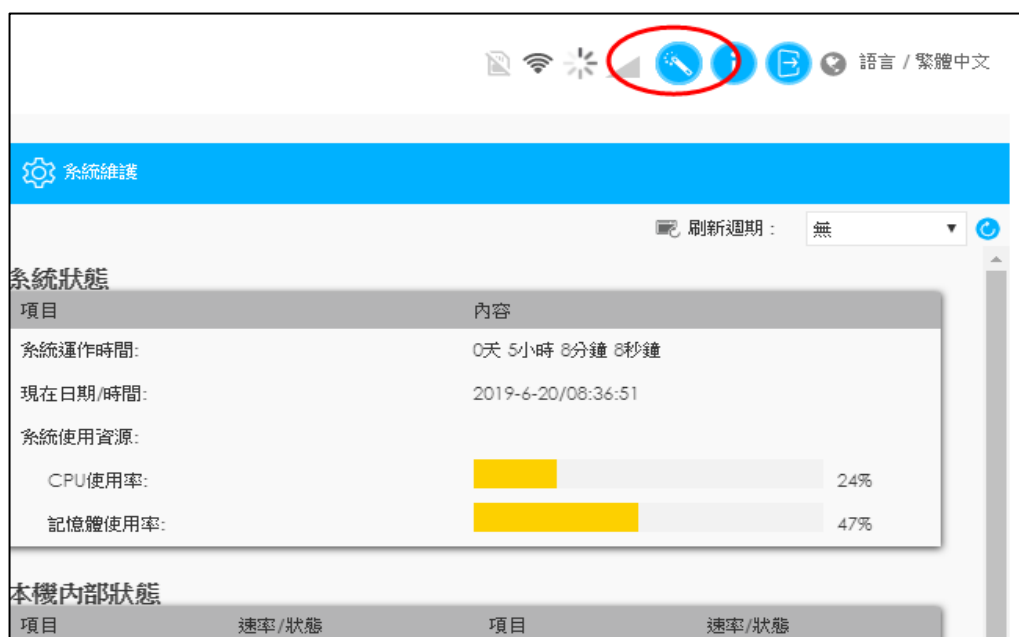 語言 / 繁體中文
系統維護
刷新週期：
無
系統狀態
項目 內容
系統運作時間: 0天 5小時 8分鐘 8秒鐘
現在日期/時間: 2019-6-20/08:36:51
系統使用資源:
CPU使用率: 24%
記憶體使用率: 47%
本機內部狀態
項目 速率/狀態 項目 速率/狀態